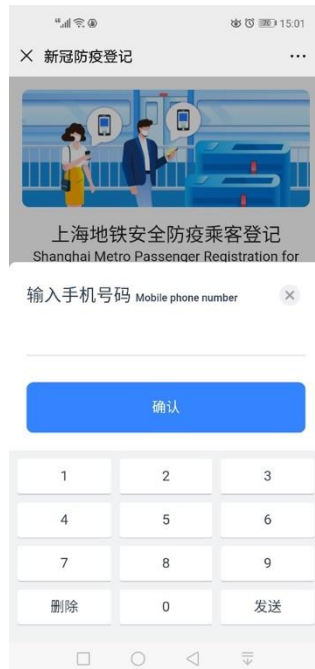 15:01
新冠防疫登记
上海地铁安全防疫乘客登记
Shanghai Metro Passenger Registration for
输入手机号码 Mobile phone number
确认
1 2 3
4 5 6
7 8 9
删除 0 发送